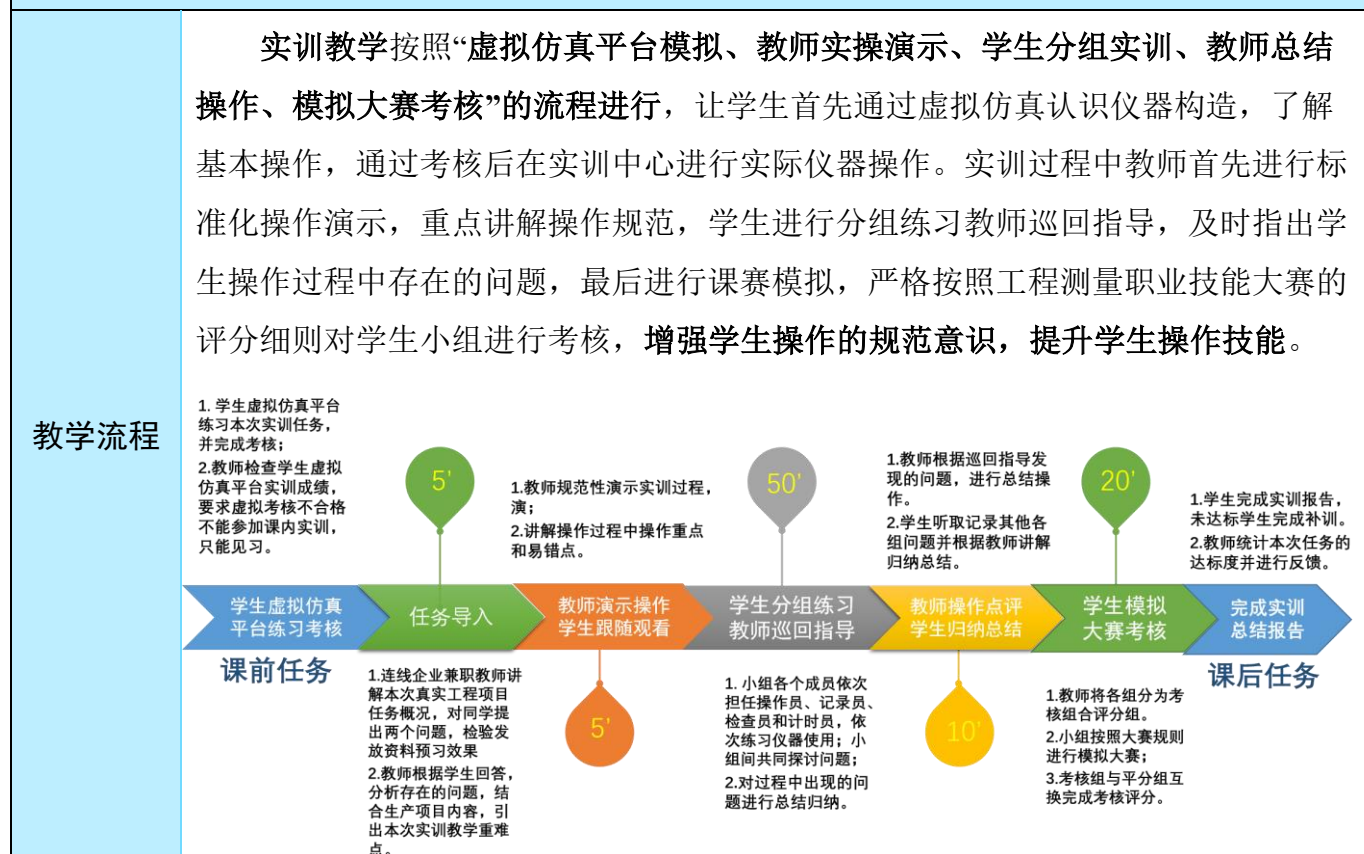 教学流程
实训教学按照“虚拟仿真平台模拟、教师实操演示、学生分组实训、教师总结
操作、模拟大赛考核”的流程进行，让学生首先通过虚拟仿真认识仪器构造，了解
基本操作，通过考核后在实训中心进行实际仪器操作。实训过程中教师首先进行标
准化操作演示，重点讲解操作规范，学生进行分组练习教师巡回指导，及时指出学
生操作过程中存在的问题，最后进行课赛模拟，严格按照工程测量职业技能大赛的
评分细则对学生小组进行考核，增强学生操作的规范意识，提升学生操作技能。
1. 学生虚拟仿真平台
练习本次实训任务，
并完成考核；
2.教师检查学生虚拟
仿真平台实训成绩，
要求虚拟考核不合格
不能参加课内实训，
只能见习。
5'
1.教师规范性演示实训过程，
演；
2.讲解操作过程中操作重点
和易错点。
50'
1.教师根据巡回指导发
现的问题，进行总结操
作。
2.学生听取记录其他各
组问题并根据教师讲解
归纳总结。
20'
1.学生完成实训报告，
未达标学生完成补训。
2.教师统计本次任务的
达标度并进行反馈。
学生虚拟仿真
平台练习考核
任务导入
教师演示操作
学生跟随观看
学生分组练习
教师巡回指导
教师操作点评
学生归纳总结
学生模拟
大赛考核
完成实训
总结报告
课前任务
1.连线企业兼职教师讲
解本次真实工程项目
任务概况，对同学提
出两个问题，检验发
放资料预习效果
2.教师根据学生回答，
分析存在的问题，结
合生产项目内容，引
出本次实训教学重难
点。
5'
1. 小组各个成员依次
担任操作员、记录员、
检查员和计时员，依
次练习仪器使用；小
组间共同探讨问题；
2.对过程中出现的问
题进行总结归纳。
10'
1.教师将各组分为考
核组合评分组。
2.小组按照大赛规则
进行模拟大赛；
3.考核组与平分组互
换完成考核评分。
课后任务